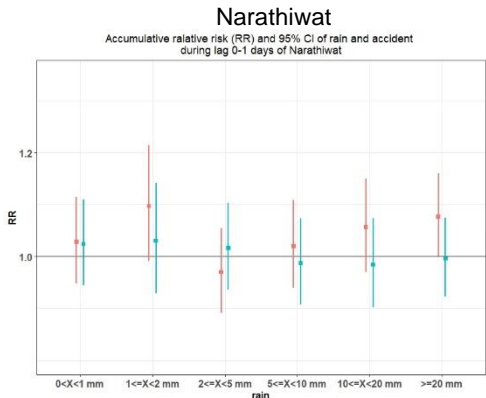 Narathiwat
Accumulative ralative risk (RR) and 95% CI of rain and accident
during lag 0-1 days of Narathiwat
1.2
RR
1.0
0<X<1 mm 1<=X<2 mm 2<=X<5 mm 5<=X<10 mm 10<=X<20 mm >=20 mm
rain